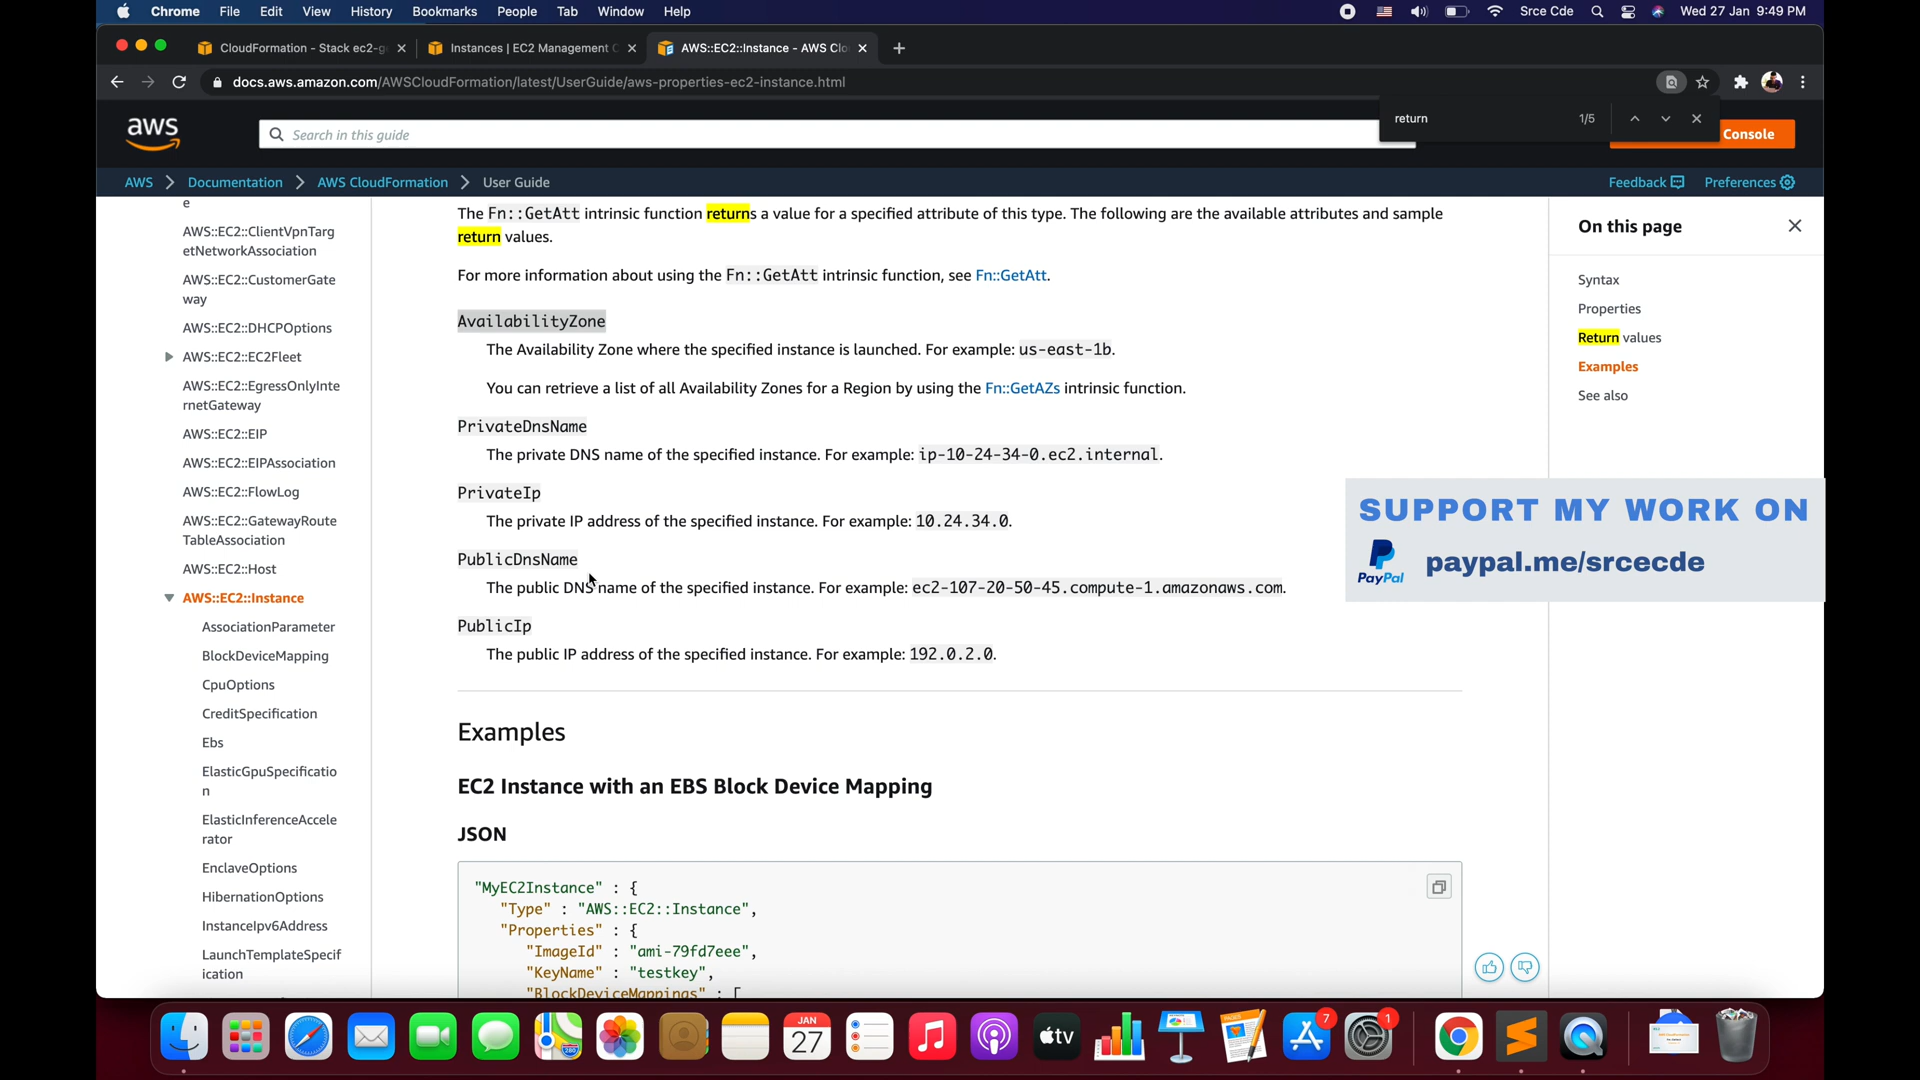 Chrome File Edit View History Bookmarks People Tab Window Help Srce Cde Wed 27 Jan 9:49 PM
CloudFormation - Stack ec2-g Instances | EC2 Management C AWS::EC2::Instance - AWS Clo
docs.aws.amazon.com/AWSCloudFormation/latest/UserGuide/aws-properties-ec2-instance.html
return 1/5
aws Search in this guide Console
AWS Documentation AWS CloudFormation User Guide Feedback Preferences
e
AWS::EC2::ClientVpnTarg
etNetworkAssociation
AWS::EC2::CustomerGate
way
AWS::EC2::DHCPOptions
AWS::EC2::EC2Fleet
AWS::EC2::EgressOnlyInte
rnetGateway
AWS::EC2::EIP
AWS::EC2::EIPAssociation
AWS::EC2::FlowLog
AWS::EC2::GatewayRoute
TableAssociation
AWS::EC2::Host
AWS::EC2::Instance
AssociationParameter
BlockDeviceMapping
CpuOptions
CreditSpecification
Ebs
ElasticGpuSpecificatio
n
ElasticInferenceAccele
rator
EnclaveOptions
HibernationOptions
InstanceIpv6Address
LaunchTemplateSpecif
ication
The Fn::GetAtt intrinsic function returns a value for a specified attribute of this type. The following are the available attributes and sample
return values.
For more information about using the Fn::GetAtt intrinsic function, see Fn::GetAtt.
AvailabilityZone
The Availability Zone where the specified instance is launched. For example: us-east-1b.
You can retrieve a list of all Availability Zones for a Region by using the Fn::GetAZs intrinsic function.
PrivateDnsName
The private DNS name of the specified instance. For example: ip-10-24-34-0.ec2.internal.
PrivateIp
The private IP address of the specified instance. For example: 10.24.34.0.
PublicDnsName
The public DNS name of the specified instance. For example: ec2-107-20-50-45.compute-1.amazonaws.com.
PublicIp
The public IP address of the specified instance. For example: 192.0.2.0.
Examples
EC2 Instance with an EBS Block Device Mapping
JSON
"MyEC2Instance" : {
"Type" : "AWS::EC2::Instance",
"Properties" : {
"ImageId" : "ami-79fd7eee",
"KeyName" : "testkey",
"BlockDeviceMappings" : [
On this page
Syntax
Properties
Return values
Examples
See also
SUPPORT MY WORK ON
PayPal paypal.me/srcecde
JAN
27
280
tv
PAGES
7
1